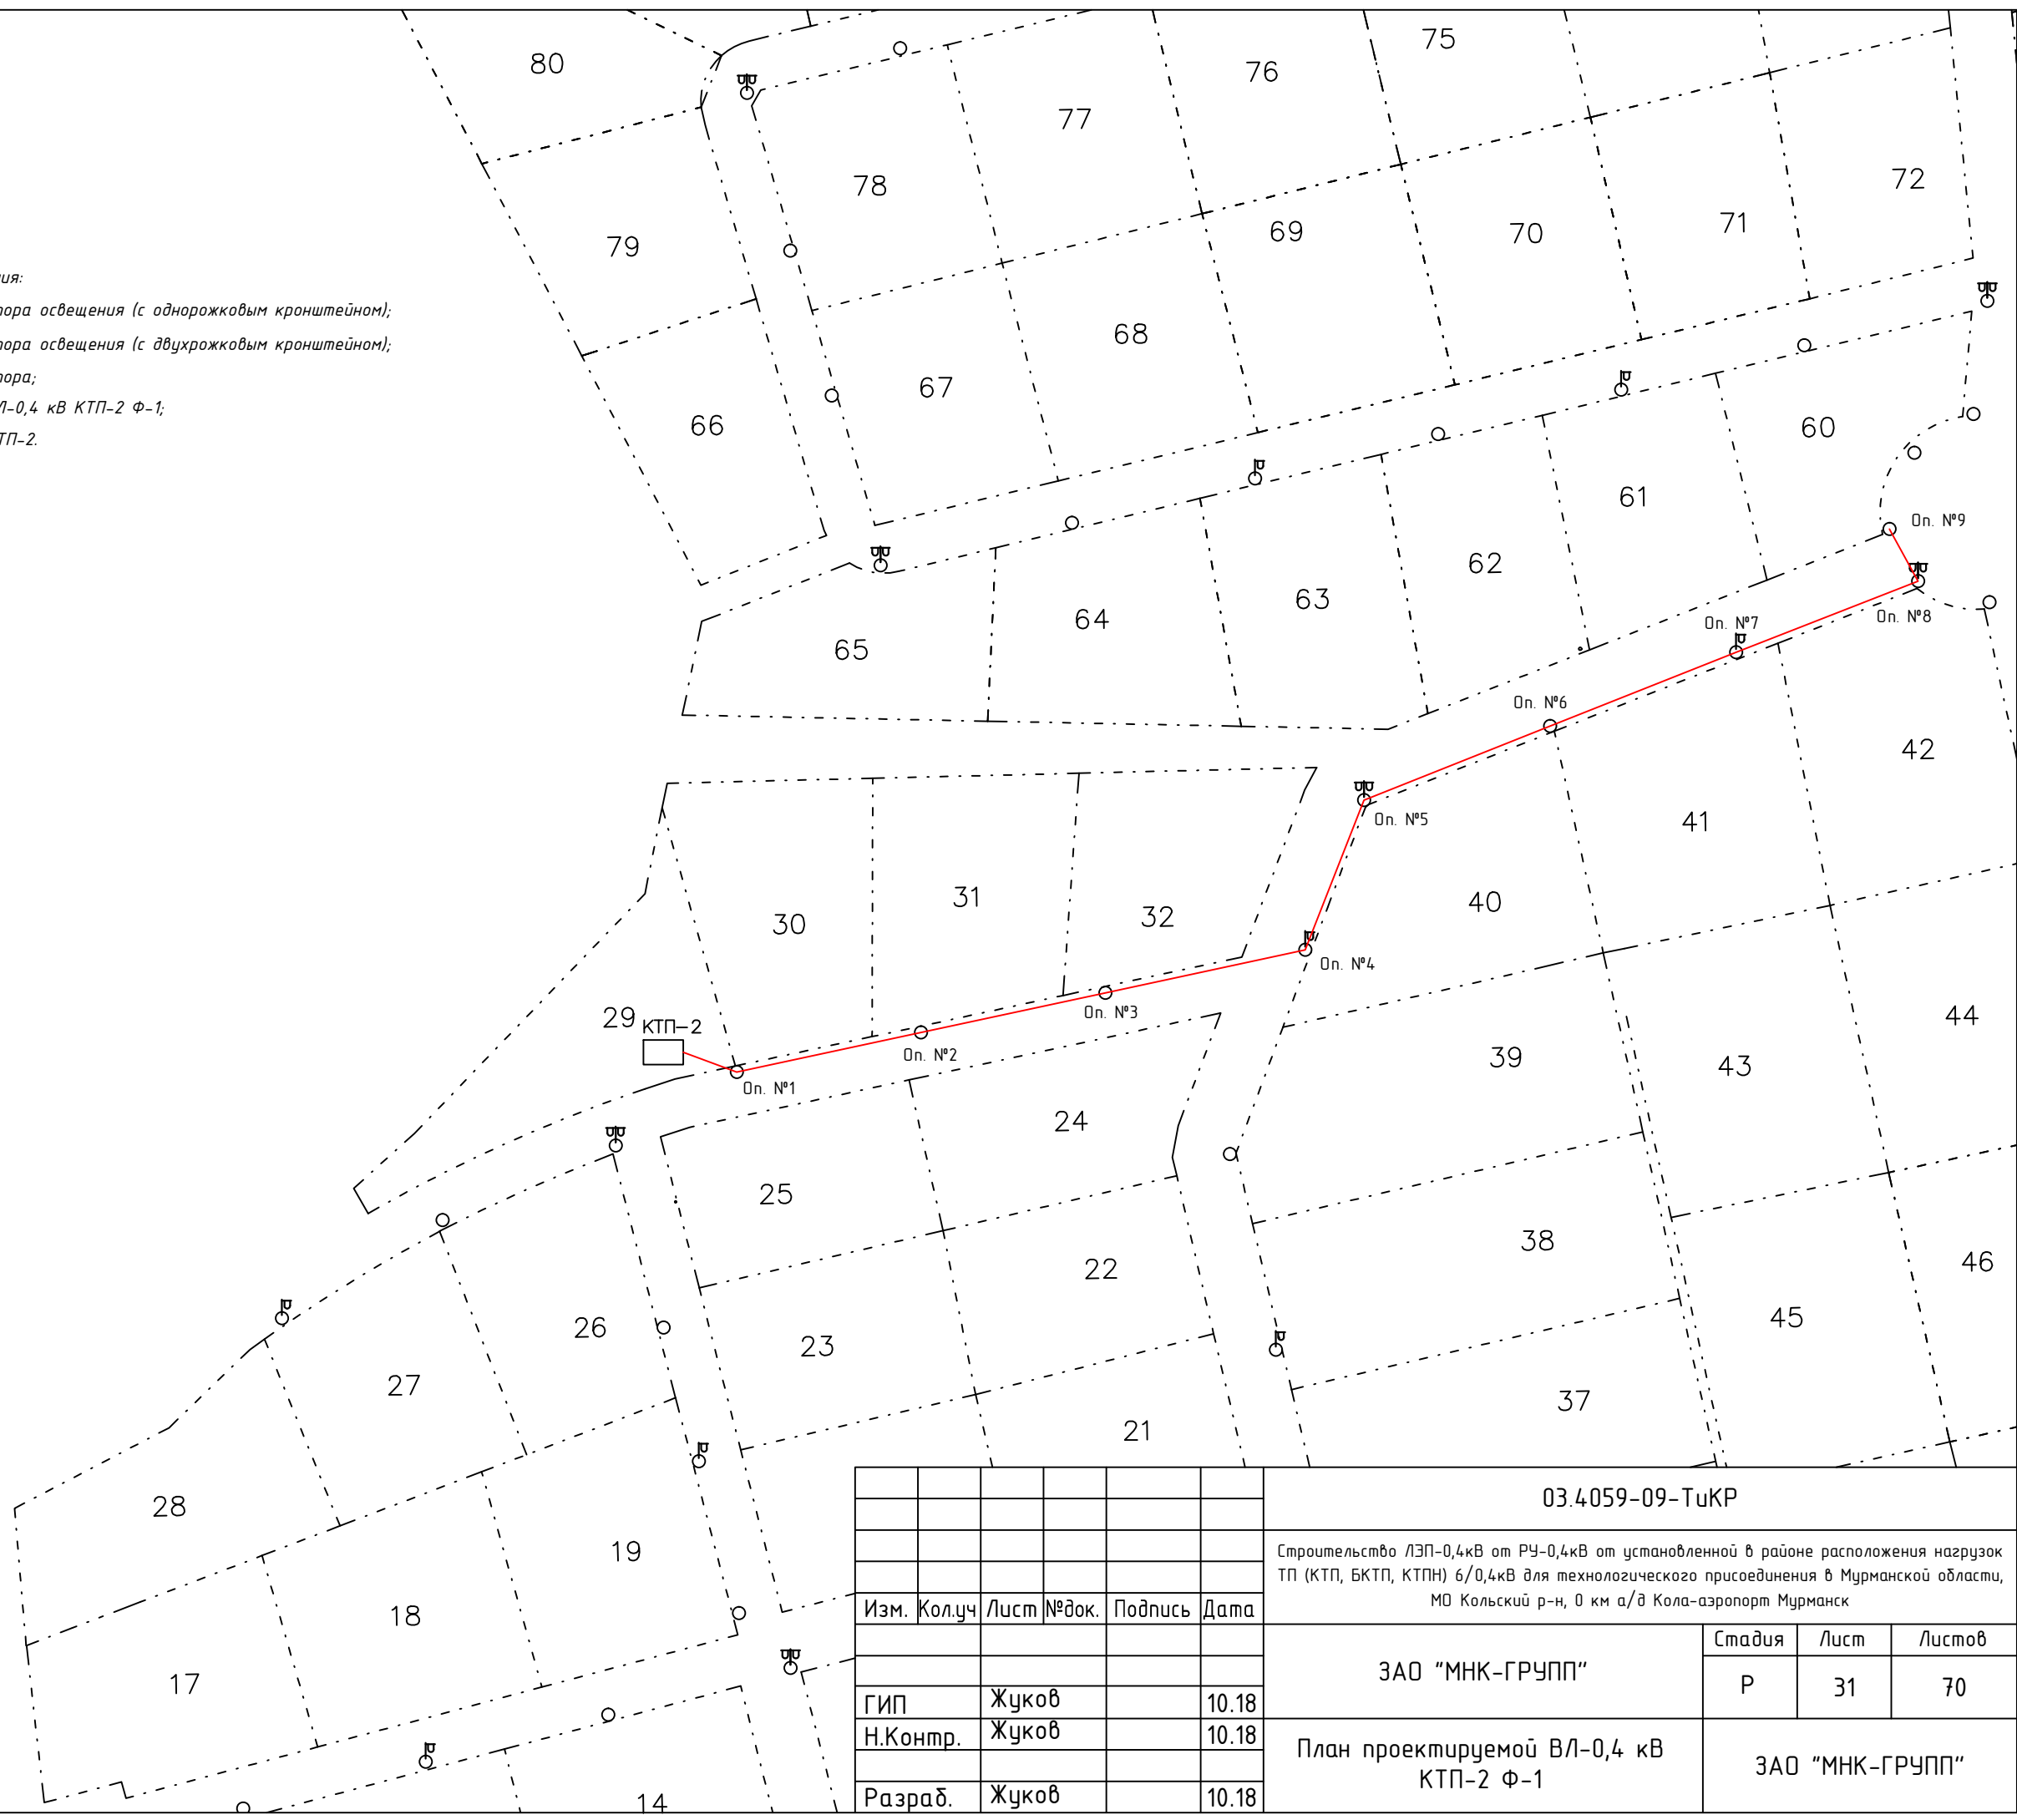 80
75
76
77
78
72
79
71
69
70
ия:
пора освещения (с однорожковым кронштейном);
68
пора освещения (с двухрожковым кронштейном);
пора;
67
Л-0,4 кВ КТП-2 Ф-1;
66
60
ТП-2.
61
Оп. №9
62
63
64
Оп. №8
Оп. №7
65
Оп. №6
42
Оп. №5
41
31
40
32
30
Оп. №4
Оп. №3
44
29
КТП-2
Оп. №2
39
43
Оп. №1
24
25
38
22
46
45
26
23
27
37
21
28
19
18
17
14
03.4059-09-ТиКР
Строительство ЛЭП-0,4кВ от РУ-0,4кВ от установленной в районе расположения нагрузок
ТП (КТП, БКТП, КТПН) 6/0,4кВ для технологического присоединения в Мурманской области,
МО Кольский р-н, 0 км а/д Кола-аэропорт Мурманск
Изм. Кол.уч Лист №док. Подпись Дата
ЗАО "МНК-ГРУПП"
Стадия Лист Листов
Р 31 70
ГИП Жуков 10.18
Н.Контр. Жуков 10.18
План проектируемой ВЛ-0,4 кВ
КТП-2 Ф-1
ЗАО "МНК-ГРУПП"
Разраб. Жуков 10.18